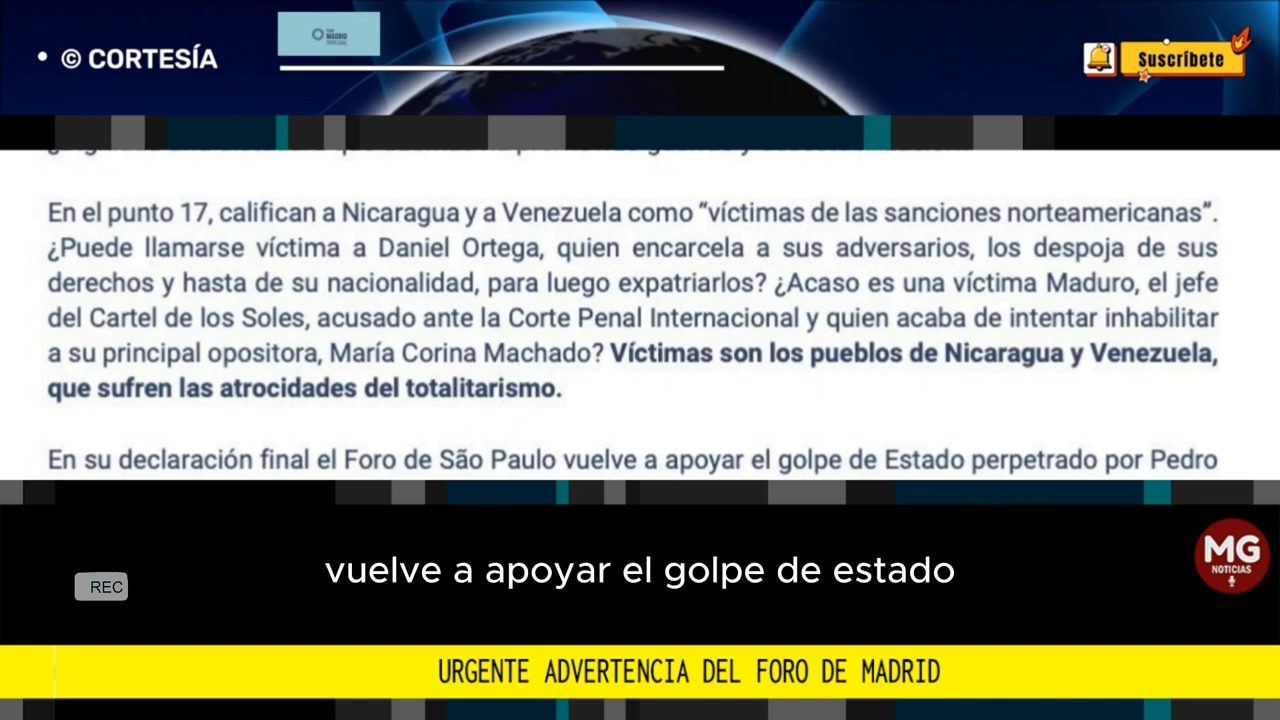 © CORTESÍA
MADRID
Suscríbete
En el punto 17, califican a Nicaragua y a Venezuela como “víctimas de las sanciones norteamericanas”.
¿Puede llamarse víctima a Daniel Ortega, quien encarcela a sus adversarios, los despoja de sus
derechos y hasta de su nacionalidad, para luego expatriarlos? ¿Acaso es una víctima Maduro, el jefe
del Cartel de los Soles, acusado ante la Corte Penal Internacional y quien acaba de intentar inhabilitar
a su principal opositora, María Corina Machado? Víctimas son los pueblos de Nicaragua y Venezuela,
que sufren las atrocidades del totalitarismo.
En su declaración final el Foro de São Paulo vuelve a apoyar el golpe de Estado perpetrado por Pedro
vuelve a apoyar el golpe de estado
REC
MG
NOTICIAS
URGENTE ADVERTENCIA DEL FORO DE MADRID